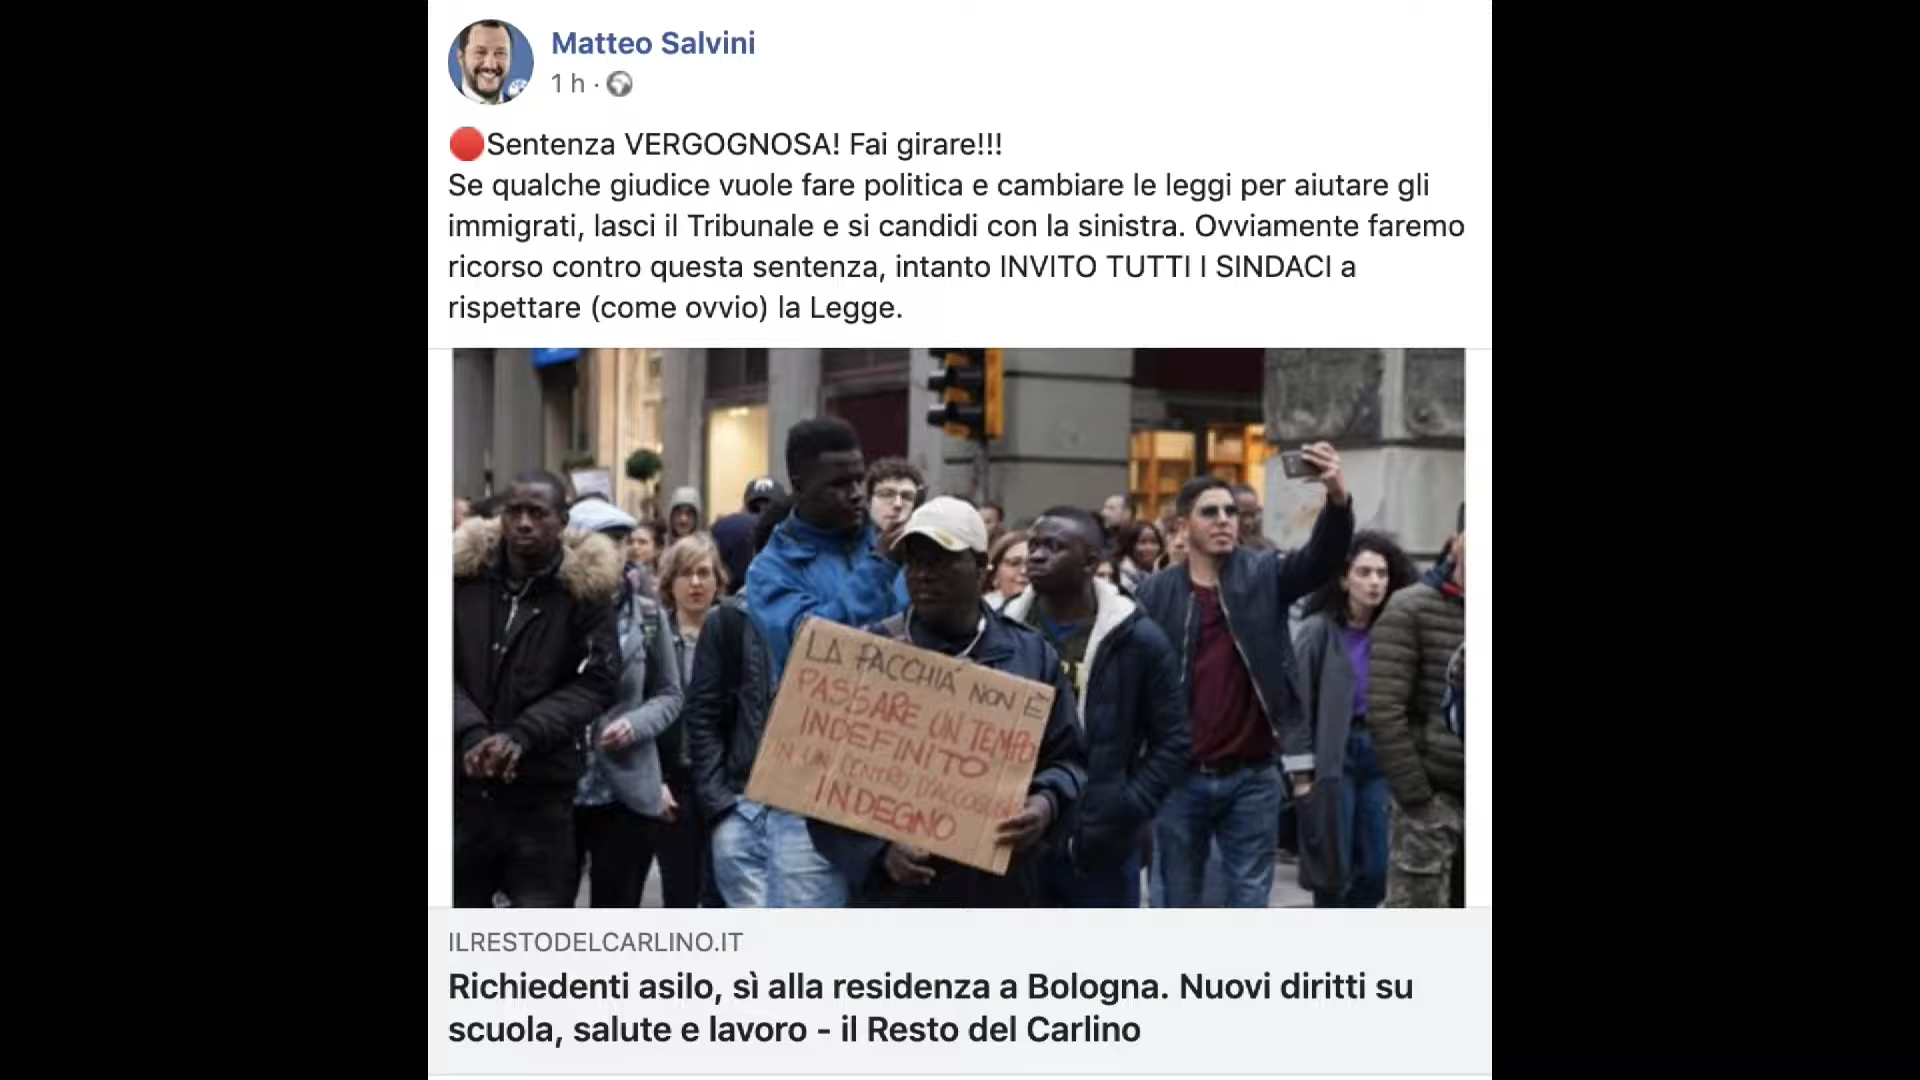 Matteo Salvini
1 h ·
Sentenza VERGOGNOSA! Fai girare!!!
Se qualche giudice vuole fare politica e cambiare le leggi per aiutare gli
immigrati, lasci il Tribunale e si candidi con la sinistra. Ovviamente faremo
ricorso contro questa sentenza, intanto INVITO TUTTI I SINDACI a
rispettare (come ovvio) la Legge.
LA PACCHIA NON È
PASSARE UN TEMPO
INDEFINITO
IN UN CENTRO
INDEGNO
ILRESTODELCARLINO.IT
Richiedenti asilo, sì alla residenza a Bologna. Nuovi diritti su
scuola, salute e lavoro - il Resto del Carlino